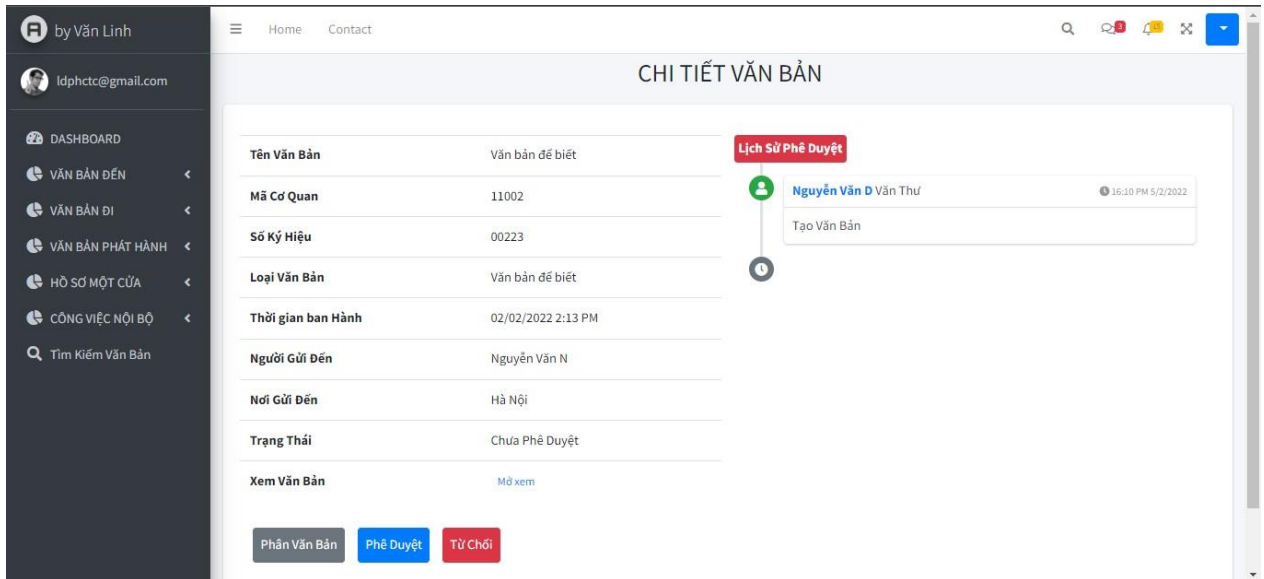 by Văn Linh
Home Contact
3 15
ldphctc@gmail.com
CHI TIẾT VĂN BẢN
DASHBOARD
VĂN BẢN ĐẾN
VĂN BẢN ĐI
VĂN BẢN PHÁT HÀNH
HỒ SƠ MỘT CỬA
CÔNG VIỆC NỘI BỘ
Tìm Kiếm Văn Bản
Tên Văn Bản Văn bản để biết
Mã Cơ Quan 11002
Số Ký Hiệu 00223
Loại Văn Bản Văn bản để biết
Thời gian ban Hành 02/02/2022 2:13 PM
Người Gửi Đến Nguyễn Văn N
Nơi Gửi Đến Hà Nội
Trạng Thái Chưa Phê Duyệt
Xem Văn Bản Mở xem
Phân Văn Bản Phê Duyệt Từ Chối
Lịch Sử Phê Duyệt
Nguyễn Văn D Văn Thư 16:10 PM 5/2/2022
Tạo Văn Bản